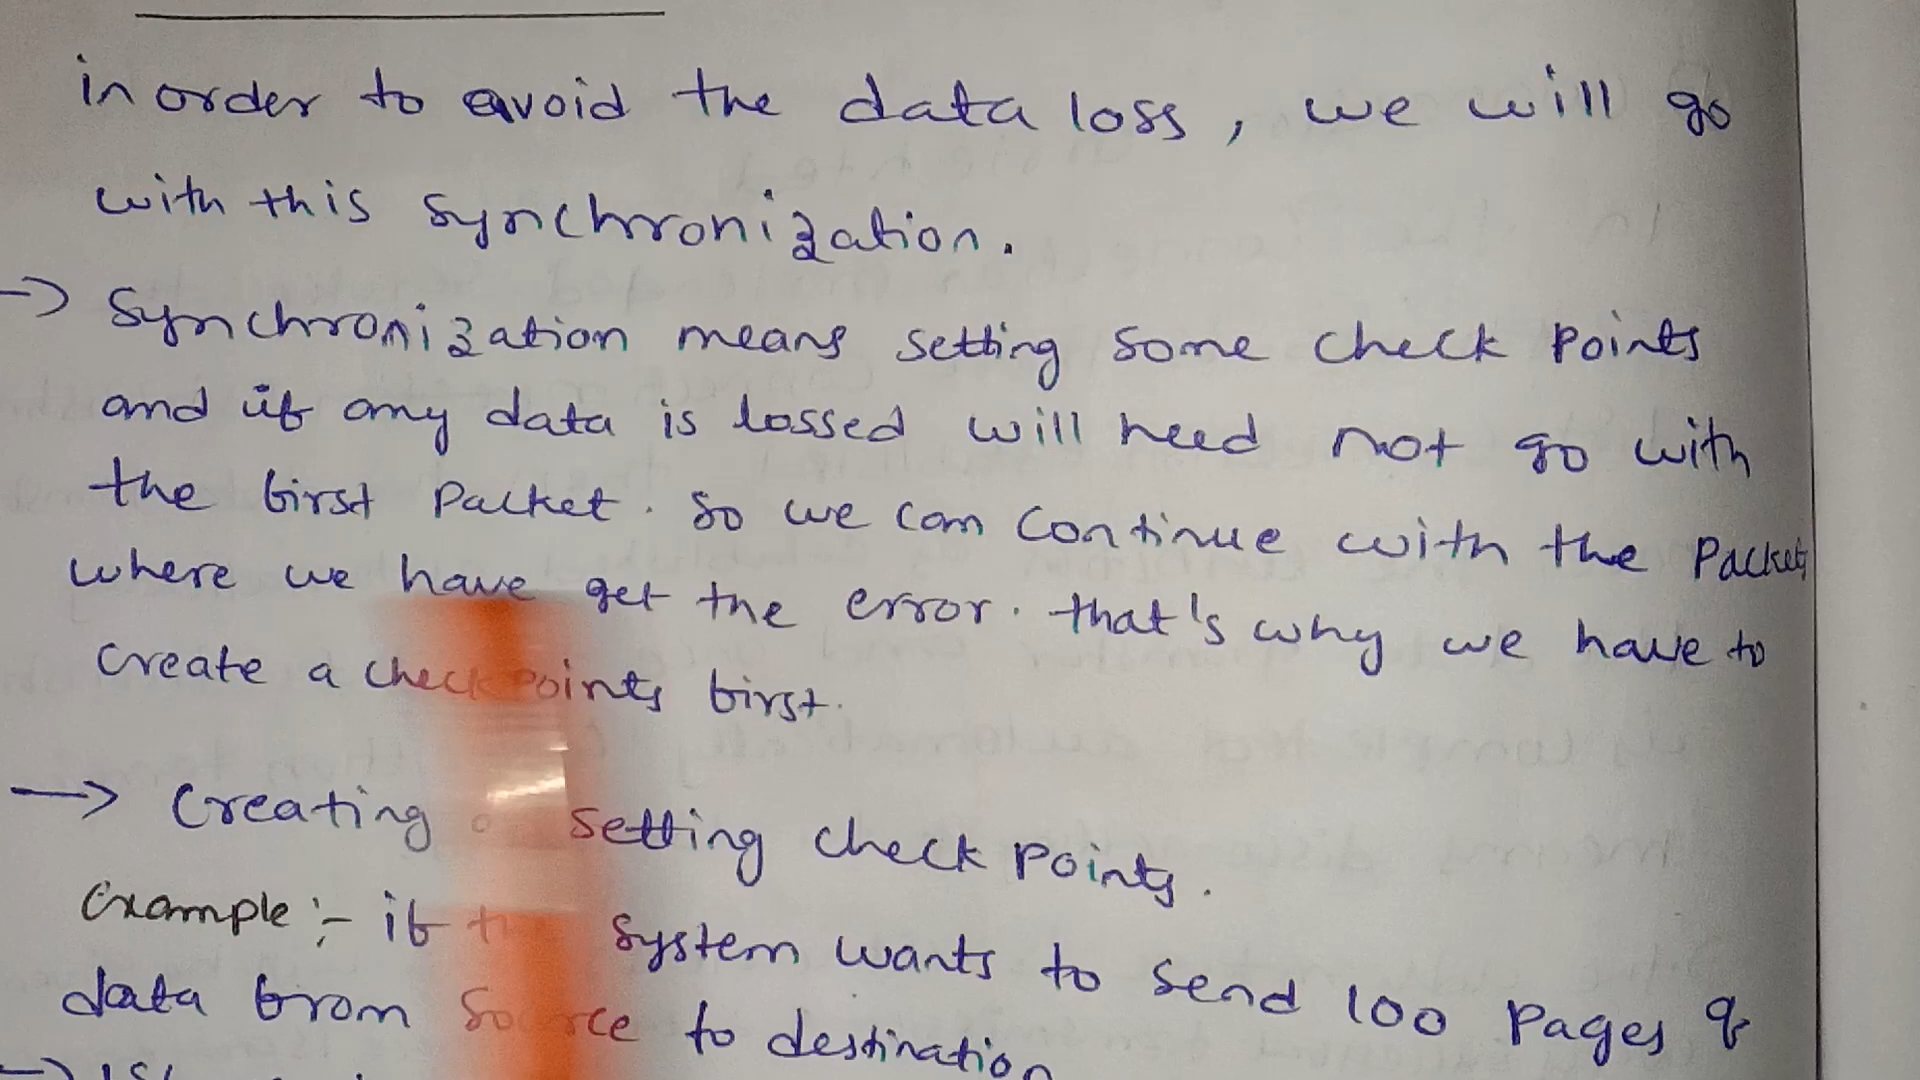 in order to avoid the data loss, we will go
with this synchronization.
→ Synchronization means setting some check points
and if any data is lossed will need not go with
the first packet. so we can continue with the packet
where we have get the error. that's why we have to
create a check points first.
→ Creating setting check points.
Example :- if system wants to send 100 pages of
data from source to destination